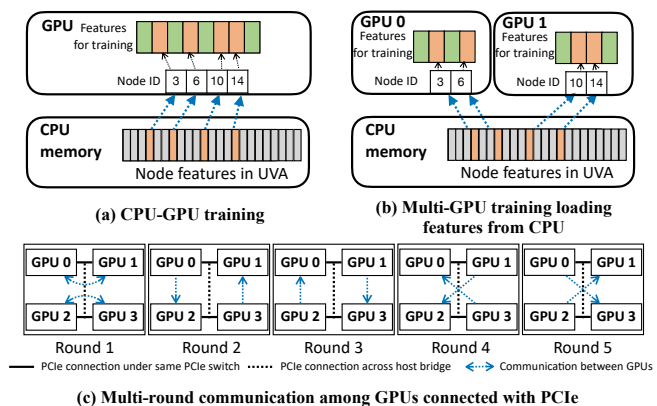 GPU
Features
for training
Node ID
3 6 10 14
CPU
memory
Node features in UVA
(a) CPU-GPU training
GPU 0
Features
for training
Node ID
3 6
GPU 1
Features
for training
10 14
CPU
memory
Node features in UVA
(b) Multi-GPU training loading
features from CPU
GPU 0 GPU 1 GPU 0 GPU 1 GPU 0 GPU 1 GPU 0 GPU 1 GPU 0 GPU 1
GPU 2 GPU 3 GPU 2 GPU 3 GPU 2 GPU 3 GPU 2 GPU 3 GPU 2 GPU 3
Round 1 Round 2 Round 3 Round 4 Round 5
PCIe connection under same PCIe switch PCIe connection across host bridge Communication between GPUs
(c) Multi-round communication among GPUs connected with PCIe